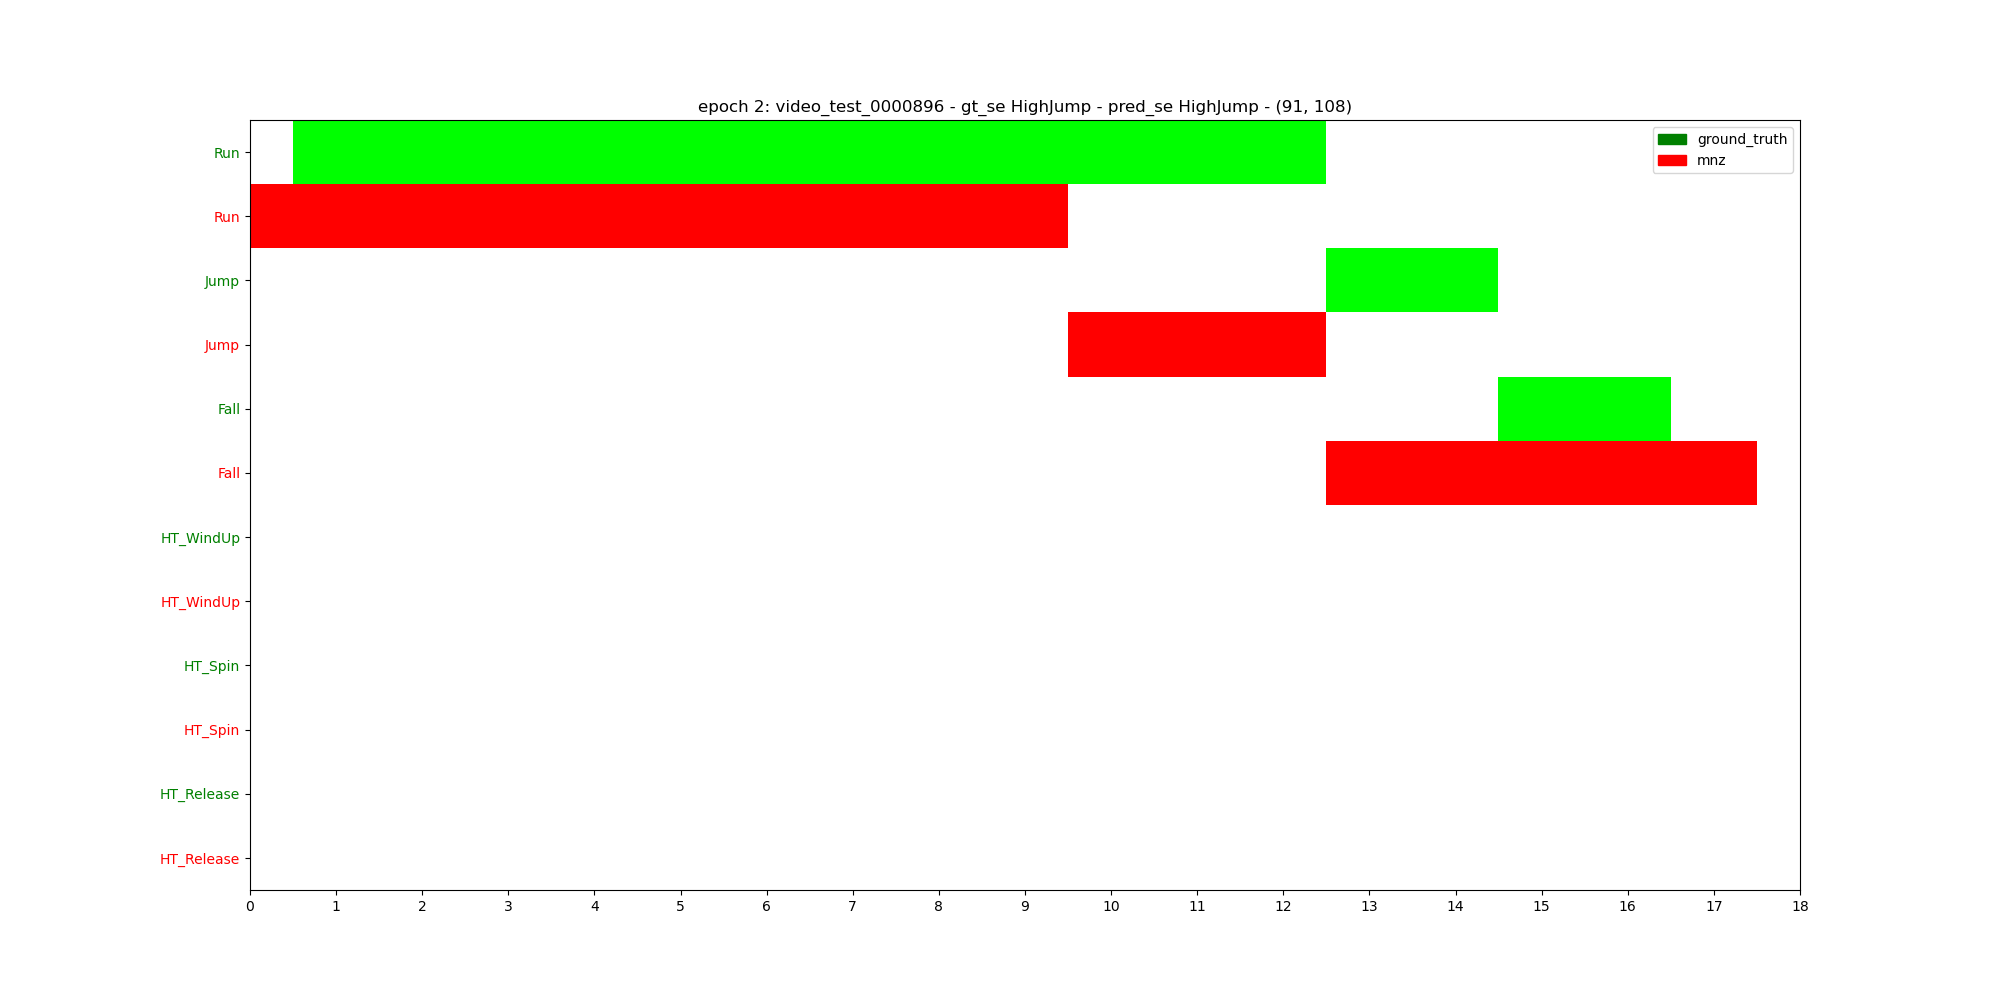 epoch 2: video_test_0000896 - gt_se HighJump - pred_se HighJump - (91, 108)
ground_truth
mnz
Run
Run
Jump
Jump
Fall
Fall
HT_WindUp
HT_WindUp
HT_Spin
HT_Spin
HT_Release
HT_Release
0 1 2 3 4 5 6 7 8 9 10 11 12 13 14 15 16 17 18